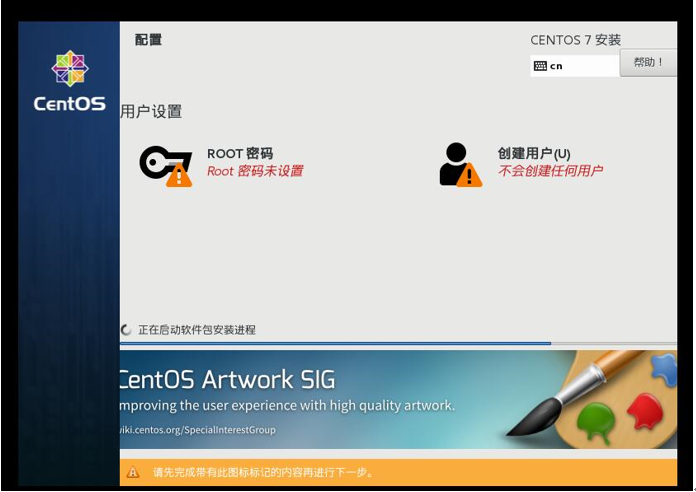 配置
CENTOS 7 安装
cn
帮助！
CentOS
用户设置
ROOT 密码
Root 密码未设置
创建用户(U)
不会创建任何用户
正在启动软件包安装进程
CentOS Artwork SIG
mproving the user experience with high quality artwork.
wiki.centos.org/SpecialInterestGroup
请先完成带有此图标标记的内容再进行下一步。